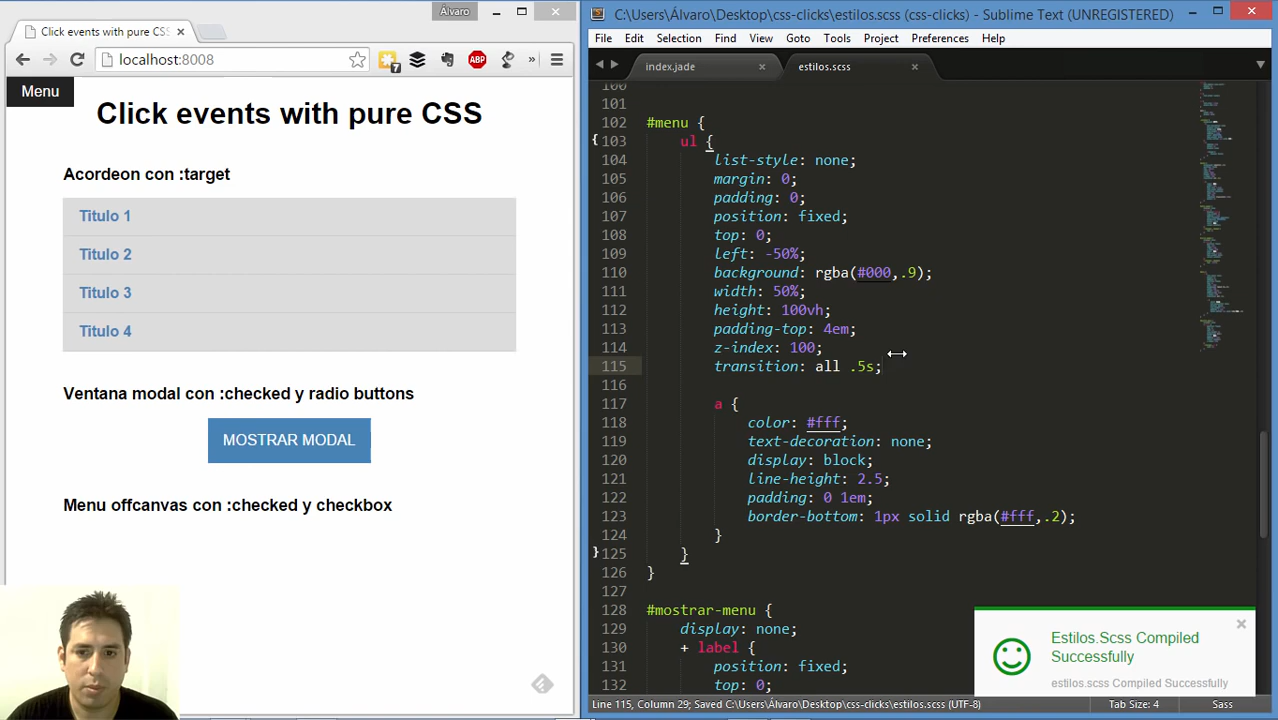 Álvaro
Click events with pure CSS
localhost:8008
7
ABP
»
Menu
Click events with pure CSS
Acordeon con :target
Titulo 1
Titulo 2
Titulo 3
Titulo 4
Ventana modal con :checked y radio buttons
MOSTRAR MODAL
Menu offcanvas con :checked y checkbox
C:\Users\Álvaro\Desktop\css-clicks\estilos.scss (css-clicks) - Sublime Text (UNREGISTERED)
File Edit Selection Find View Goto Tools Project Preferences Help
index.jade estilos.scss
100
101
102 #menu {
103 ul {
104 list-style: none;
105 margin: 0;
106 padding: 0;
107 position: fixed;
108 top: 0;
109 left: -50%;
110 background: rgba(#000,.9);
111 width: 50%;
112 height: 100vh;
113 padding-top: 4em;
114 z-index: 100;
115 transition: all .5s;
116
117 a {
118 color: #fff;
119 text-decoration: none;
120 display: block;
121 line-height: 2.5;
122 padding: 0 1em;
123 border-bottom: 1px solid rgba(#fff,.2);
124 }
125 }
126 }
127
128 #mostrar-menu {
129 display: none;
130 + label {
131 position: fixed;
132 top: 0;
Estilos.Scss Compiled
Successfully
estilos.scss Compiled Successfully
Line 115, Column 29; Saved C:\Users\Álvaro\Desktop\css-clicks\estilos.scss (UTF-8) Tab Size: 4 Sass